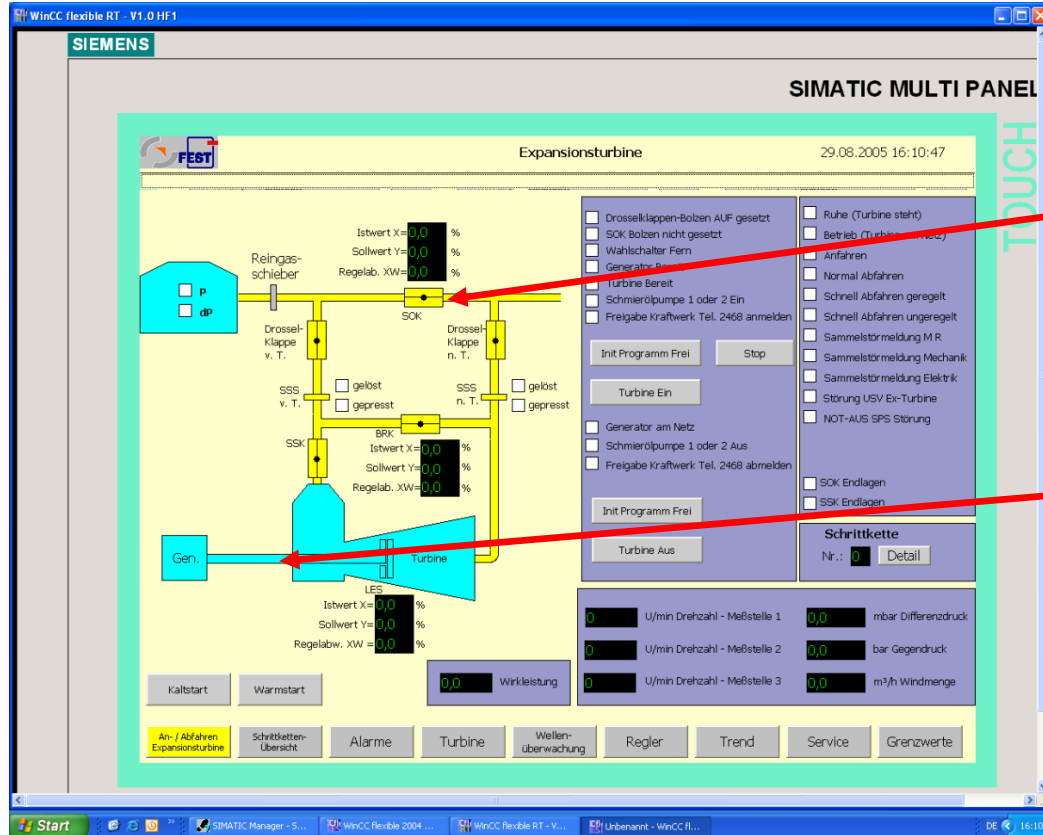 WinCC flexible RT - V1.0 HF1
SIEMENS
SIMATIC MULTI PANEL
TOUCH
FEST
Expansionsturbine
29.08.2005 16:10:47
Istwert X=0,0 %
Sollwert Y=0,0 %
Regelab. XW=0,0 %
Reingas-
schieber
P
dP
SOK
Drossel-
Klappe
v. T.
Drossel-
Klappe
n. T.
SSS
v. T.
gelöst
gepresst
SSS
n. T.
gelöst
gepresst
BRK
SSK
Istwert X=0,0 %
Sollwert Y=0,0 %
Regelab. XW=0,0 %
Gen.
Turbine
LES
Istwert X=0,0 %
Sollwert Y=0,0 %
Regelabw. XW =0,0 %
Kaltstart
Warmstart
0,0 Wirkleistung
Drosselklappen-Bolzen AUF gesetzt
SOK Bolzen nicht gesetzt
Wahlschalter Fern
Generator
Turbine Bereit
Schmierölpumpe 1 oder 2 Ein
Freigabe Kraftwerk Tel. 2468 anmelden
Init Programm Frei
Stop
Turbine Ein
Generator am Netz
Schmierölpumpe 1 oder 2 Aus
Freigabe Kraftwerk Tel. 2468 abmelden
Init Programm Frei
Turbine Aus
Ruhe (Turbine steht)
Betrieb (Turbine Netz)
Anfahren
Normal Abfahren
Schnell Abfahren geregelt
Schnell Abfahren ungeregelt
Sammelstörmeldung M R
Sammelstörmeldung Mechanik
Sammelstörmeldung Elektrik
Störung USV Ex-Turbine
NOT-AUS SPS Störung
SOK Endlagen
SSK Endlagen
Schrittkette
Nr.: 0 Detail
0 U/min Drehzahl - Meßstelle 1
0,0 mbar Differenzdruck
0 U/min Drehzahl - Meßstelle 2
0,0 bar Gegendruck
0 U/min Drehzahl - Meßstelle 3
0,0 m³/h Windmenge
An- / Abfahren
Expansionsturbine
Schrittketten-
Übersicht
Alarme
Turbine
Wellen-
überwachung
Regler
Trend
Service
Grenzwerte
Start
SIMATIC Manager - S...
WinCC flexible 2004 ...
WinCC flexible RT - V...
Unbenannt - WinCC fl...
DE
16:10